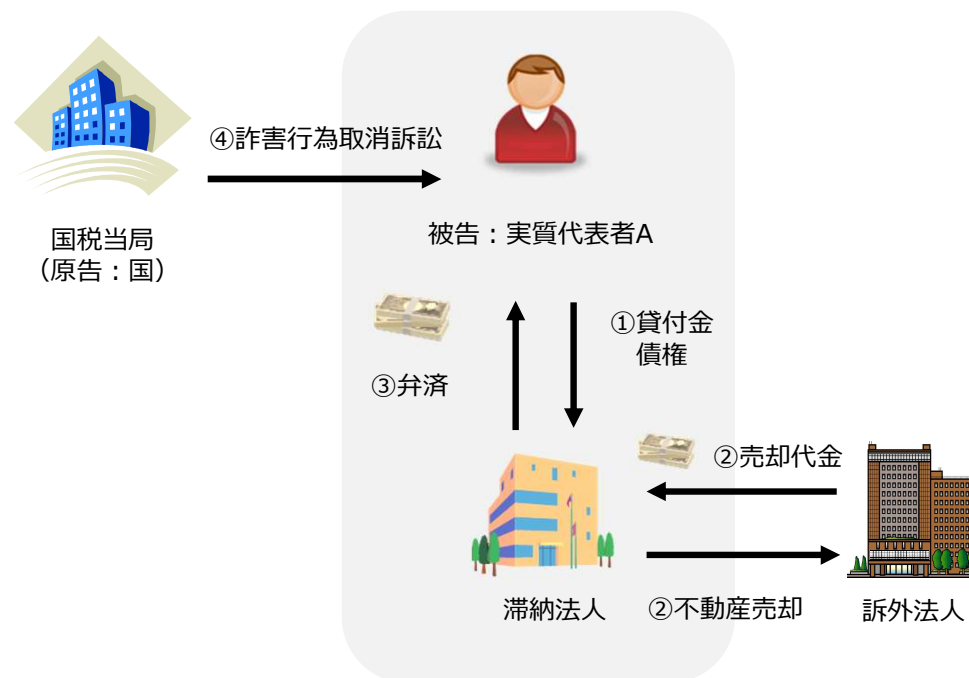 ④詐害行為取消訴訟
国税当局
（原告：国）
被告：実質代表者A
①貸付金
債権
③弁済
②売却代金
滞納法人
②不動産売却
訴外法人